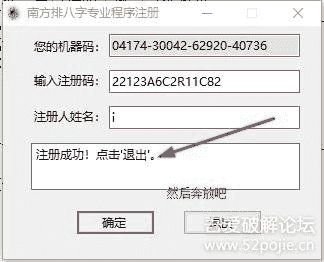 南方排八字专业程序注册
您的机器码： 04174-30042-62920-40736
输入注册码： 22123A6C2R11C82
注册人姓名： i
注册成功！点击'退出'。
然后奔放吧
确定
吾爱破解论坛
www.52pojie.cn